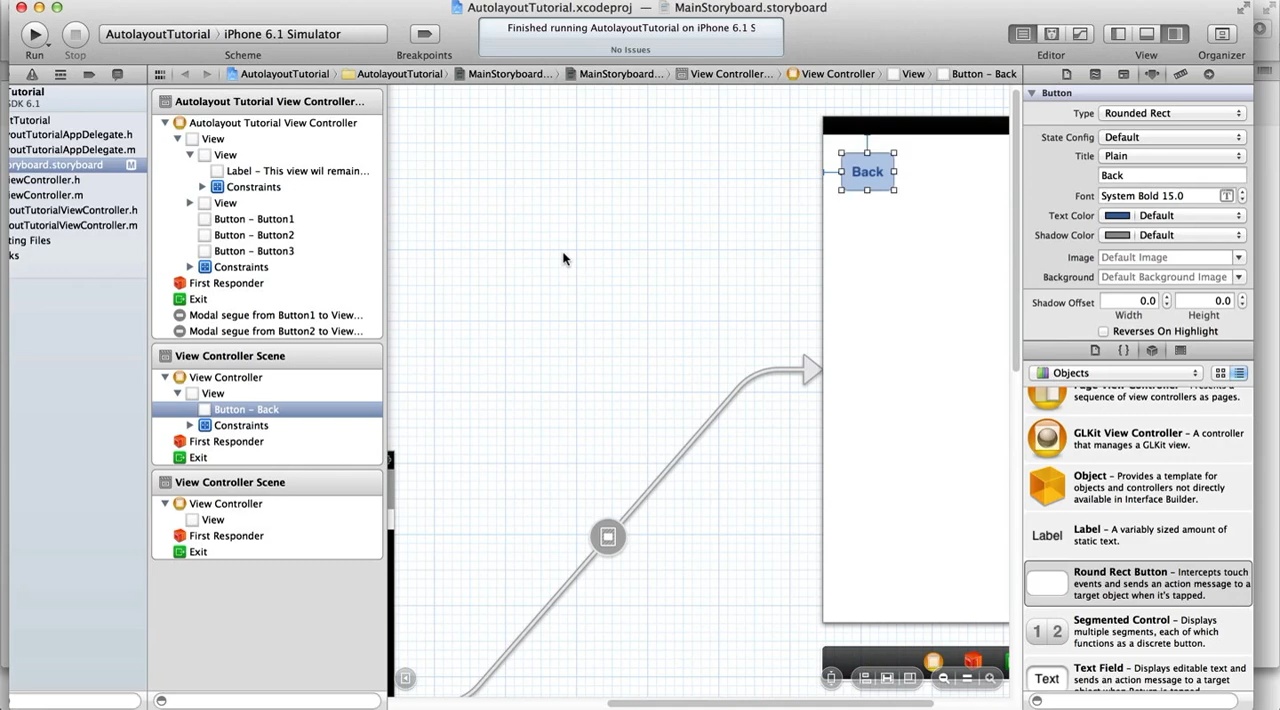 AutolayoutTutorial.xcodeproj — MainStoryboard.storyboard
AutolayoutTutorial › iPhone 6.1 Simulator
Finished running AutolayoutTutorial on iPhone 6.1 S
No Issues
Run Stop Scheme Breakpoints Editor View Organizer
AutolayoutTutorial AutolayoutTutorial MainStoryboard... MainStoryboard... View Controller... View Controller View Button – Back
Tutorial
SDK 6.1
tTutorial
outTutorialAppDelegate.h
outTutorialAppDelegate.m
oryboard.storyboard M
iewController.h
iewController.m
outTutorialViewController.h
outTutorialViewController.m
ting Files
ks
Autolayout Tutorial View Controller...
Autolayout Tutorial View Controller
View
View
Label – This view wil remain...
Constraints
View
Button – Button1
Button – Button2
Button – Button3
Constraints
First Responder
Exit
Modal segue from Button1 to View...
Modal segue from Button2 to View...
View Controller Scene
View Controller
View
Button – Back
Constraints
First Responder
Exit
View Controller Scene
View Controller
View
First Responder
Exit
Back
Button
Type Rounded Rect
State Config Default
Title Plain
Back
Font System Bold 15.0 T
Text Color Default
Shadow Color Default
Image Default Image
Background Default Background Image
Shadow Offset 0.0 0.0
Width Height
Reverses On Highlight
{ }
Objects
sequence of view controllers as pages.
GLKit View Controller – A controller
that manages a GLKit view.
Object – Provides a template for
objects and controllers not directly
available in Interface Builder.
Label Label – A variably sized amount of
static text.
Round Rect Button – Intercepts touch
events and sends an action message to a
target object when it's tapped.
1 2 Segmented Control – Displays
multiple segments, each of which
functions as a discrete button.
Text Text Field – Displays editable text and